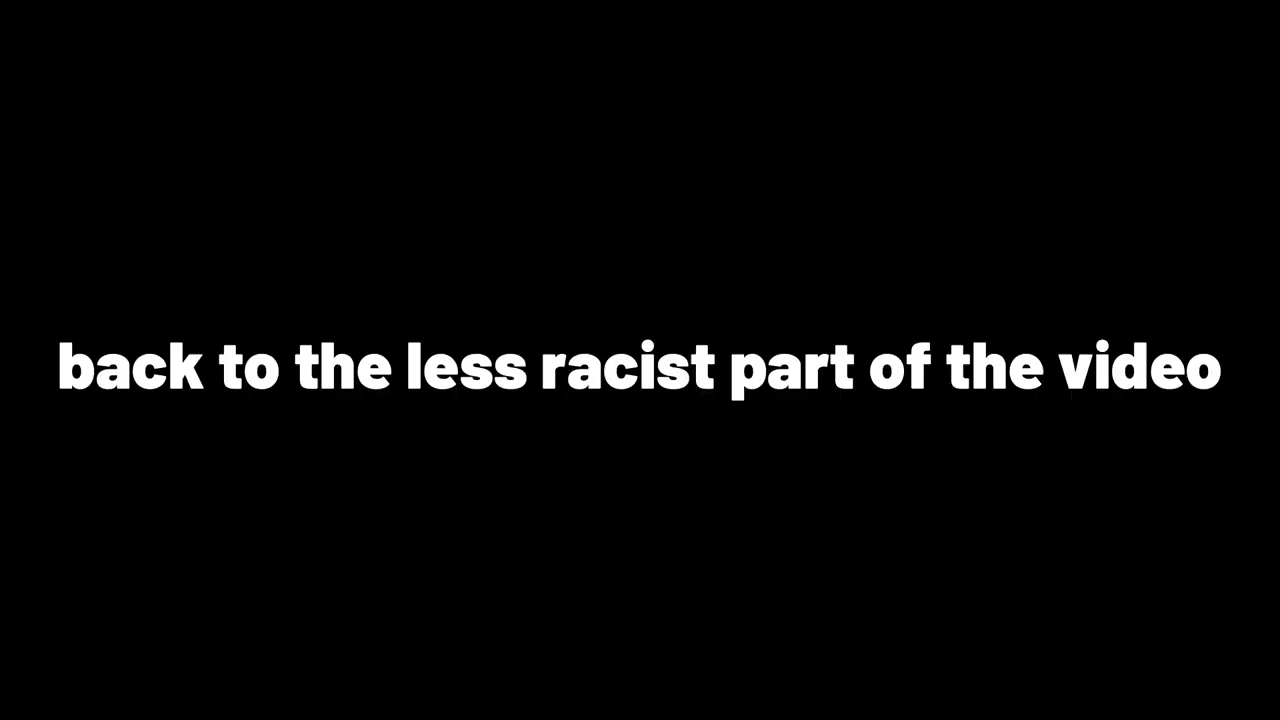 back to the less racist part of the video